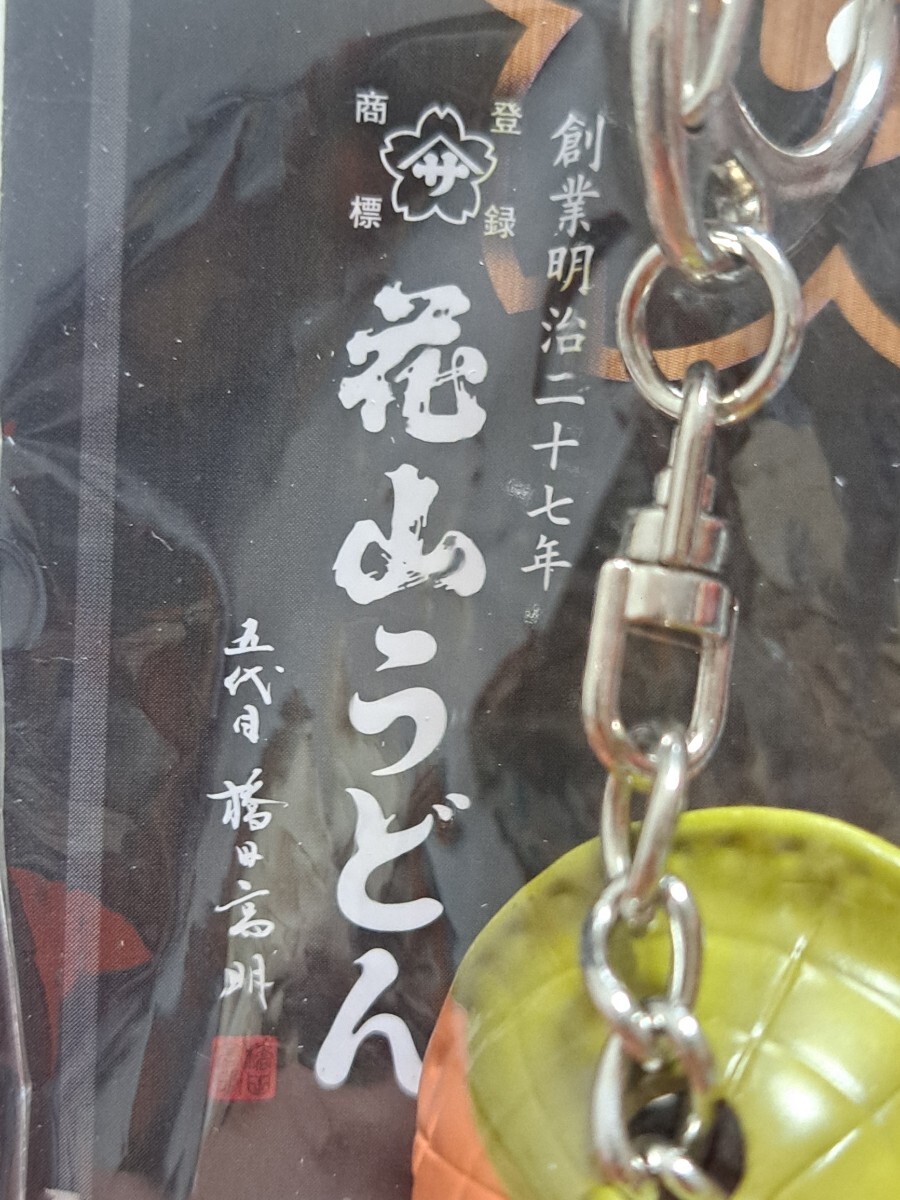 創業明治二十七年
登録商標
サ
花山うどん
五代目 橋田高明